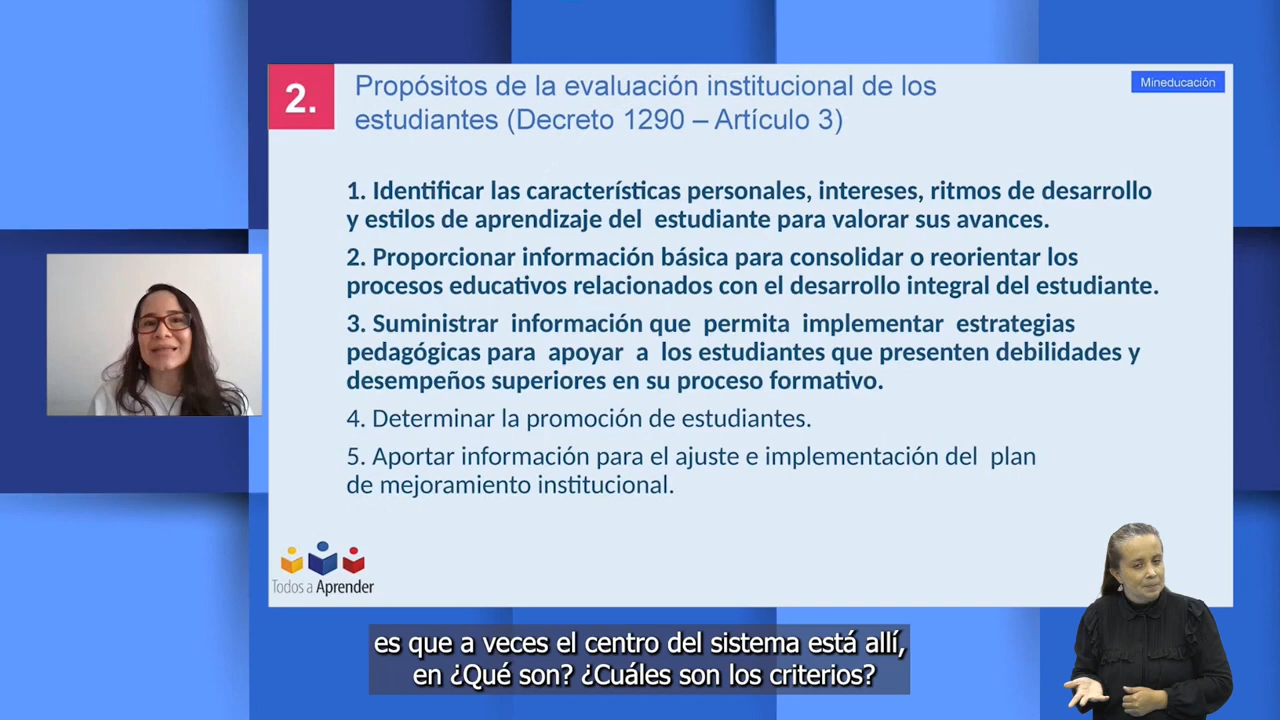 2.
Propósitos de la evaluación institucional de los
estudiantes (Decreto 1290 – Artículo 3)
Mineducación
1. Identificar las características personales, intereses, ritmos de desarrollo
y estilos de aprendizaje del estudiante para valorar sus avances.
2. Proporcionar información básica para consolidar o reorientar los
procesos educativos relacionados con el desarrollo integral del estudiante.
3. Suministrar información que permita implementar estrategias
pedagógicas para apoyar a los estudiantes que presenten debilidades y
desempeños superiores en su proceso formativo.
4. Determinar la promoción de estudiantes.
5. Aportar información para el ajuste e implementación del plan
de mejoramiento institucional.
Todos a Aprender
es que a veces el centro del sistema está allí,
en ¿Qué son? ¿Cuáles son los criterios?